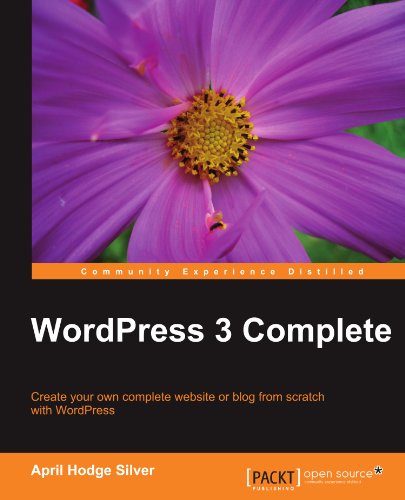 Community Experience Distilled
WordPress 3 Complete
Create your own complete website or blog from scratch
with WordPress
April Hodge Silver
[PACKT] open source*
PUBLISHING community experience distilled